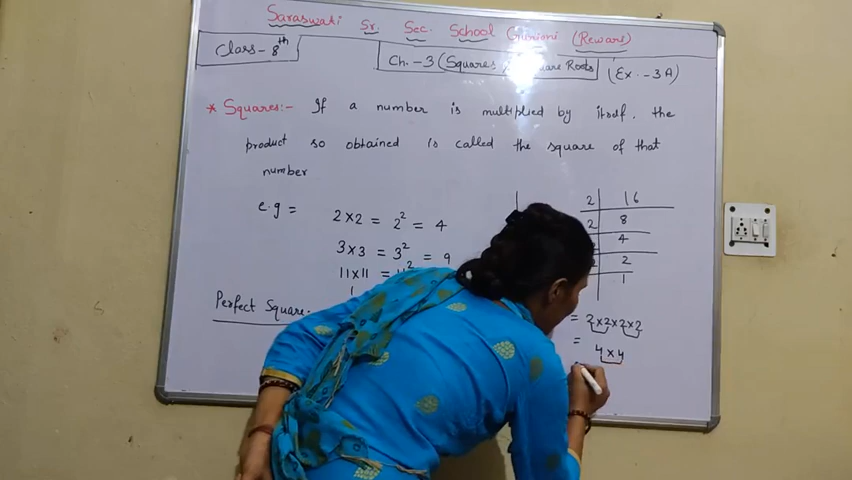 Saraswati Sr. Sec. School (Rewari)
Class - 8th
Ch. - 3 (Squares, Square Roots) (Ex. - 3A)
* Squares:- If a number is multiplied by itself, the
product so obtained is called the square of that
number
e.g = 2×2 = 2² = 4
3×3 = 3² = 9
11×11 =
Perfect Square:-
2 | 16
2 | 8
4
2
1
= 2×2×2×2
= 4×4